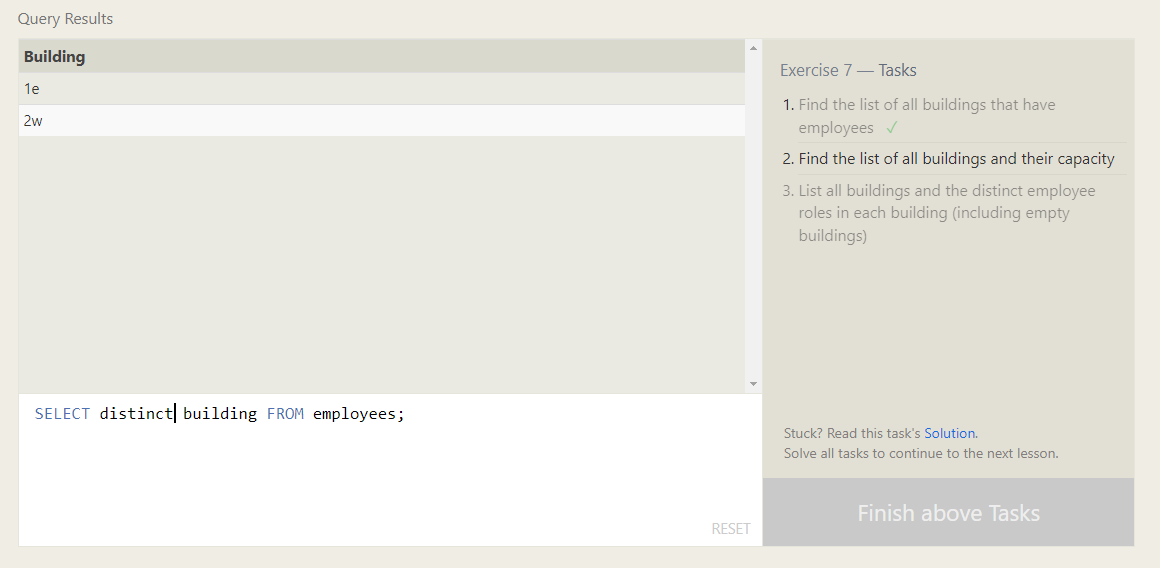 Query Results
Building
1e
2w
SELECT distinct building FROM employees;
RESET
Exercise 7 — Tasks
1. Find the list of all buildings that have
employees ✓
2. Find the list of all buildings and their capacity
3. List all buildings and the distinct employee
roles in each building (including empty
buildings)
Stuck? Read this task's Solution.
Solve all tasks to continue to the next lesson.
Finish above Tasks